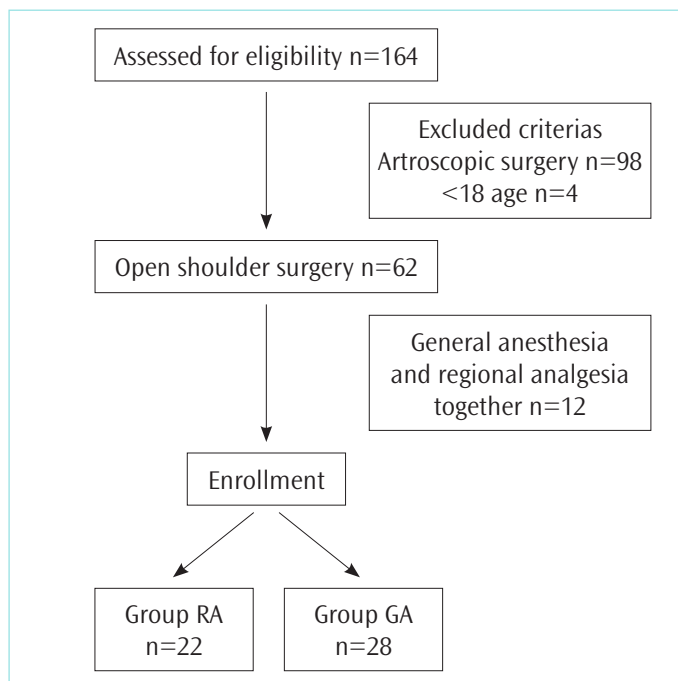 Assessed for eligibility n=164
Excluded criterias
Artroscopic surgery n=98
<18 age n=4
Open shoulder surgery n=62
General anesthesia
and regional analgesia
together n=12
Enrollment
Group RA
n=22
Group GA
n=28